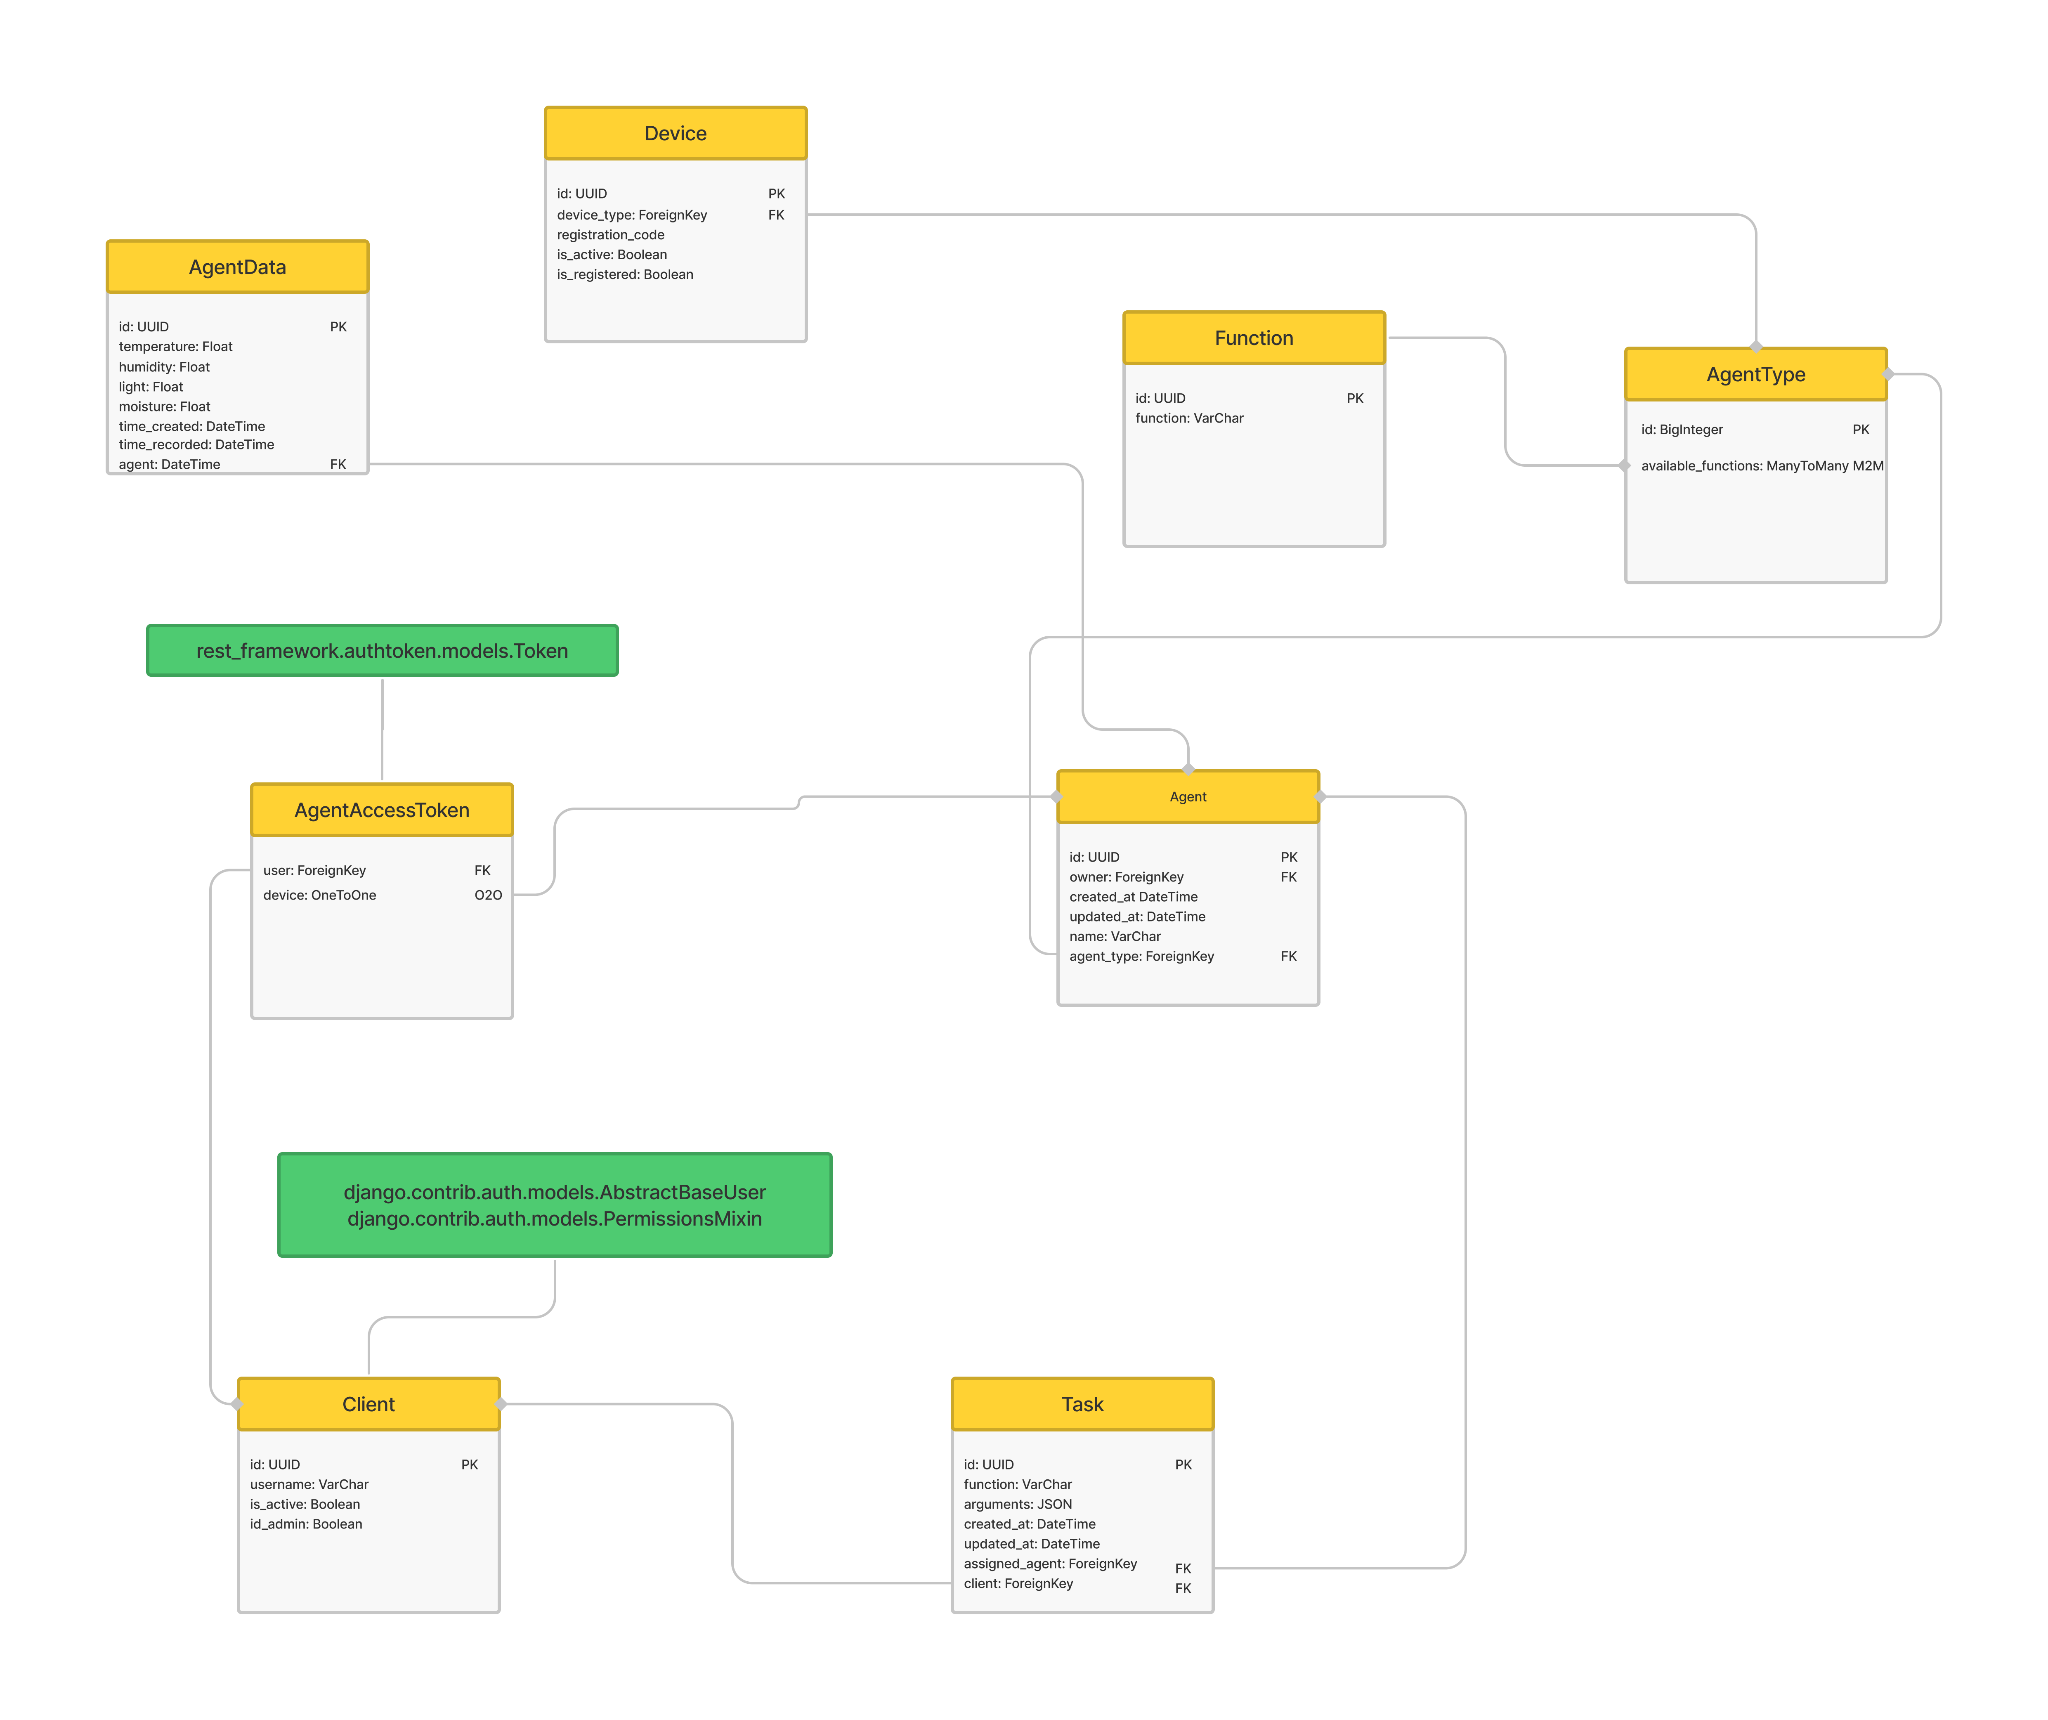 Device
id: UUID PK
device_type: ForeignKey FK
registration_code
is_active: Boolean
is_registered: Boolean
AgentData
id: UUID PK
temperature: Float
humidity: Float
light: Float
moisture: Float
time_created: DateTime
time_recorded: DateTime
agent: DateTime FK
Function
id: UUID PK
function: VarChar
AgentType
id: BigInteger PK
available_functions: ManyToMany M2M
rest_framework.authtoken.models.Token
AgentAccessToken
user: ForeignKey FK
device: OneToOne O2O
Agent
id: UUID PK
owner: ForeignKey FK
created_at DateTime
updated_at: DateTime
name: VarChar
agent_type: ForeignKey FK
django.contrib.auth.models.AbstractBaseUser
django.contrib.auth.models.PermissionsMixin
Client
id: UUID PK
username: VarChar
is_active: Boolean
id_admin: Boolean
Task
id: UUID PK
function: VarChar
arguments: JSON
created_at: DateTime
updated_at: DateTime
assigned_agent: ForeignKey FK
client: ForeignKey FK